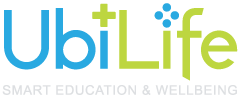 UbiLife
SMART EDUCATION & WELLBEING